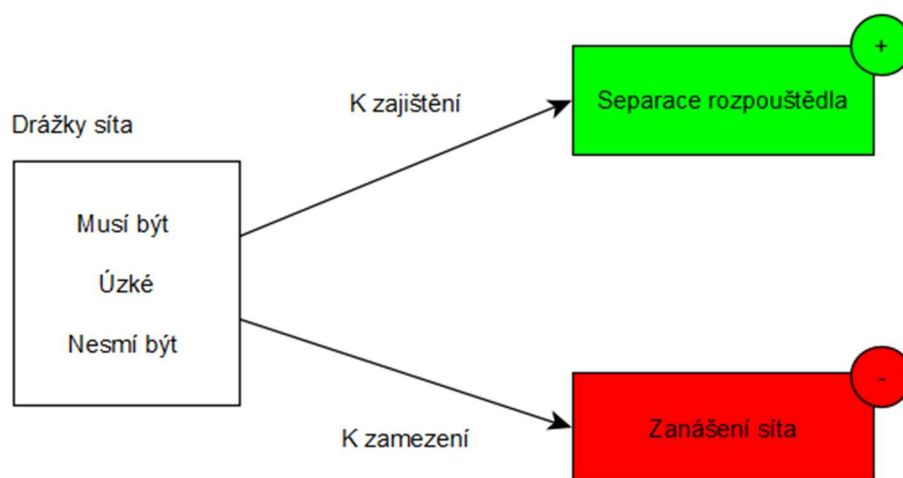 Drážky síta
Musí být
Úzké
Nesmí být
K zajištění
+
Separace rozpouštědla
K zamezení
-
Zanášení síta